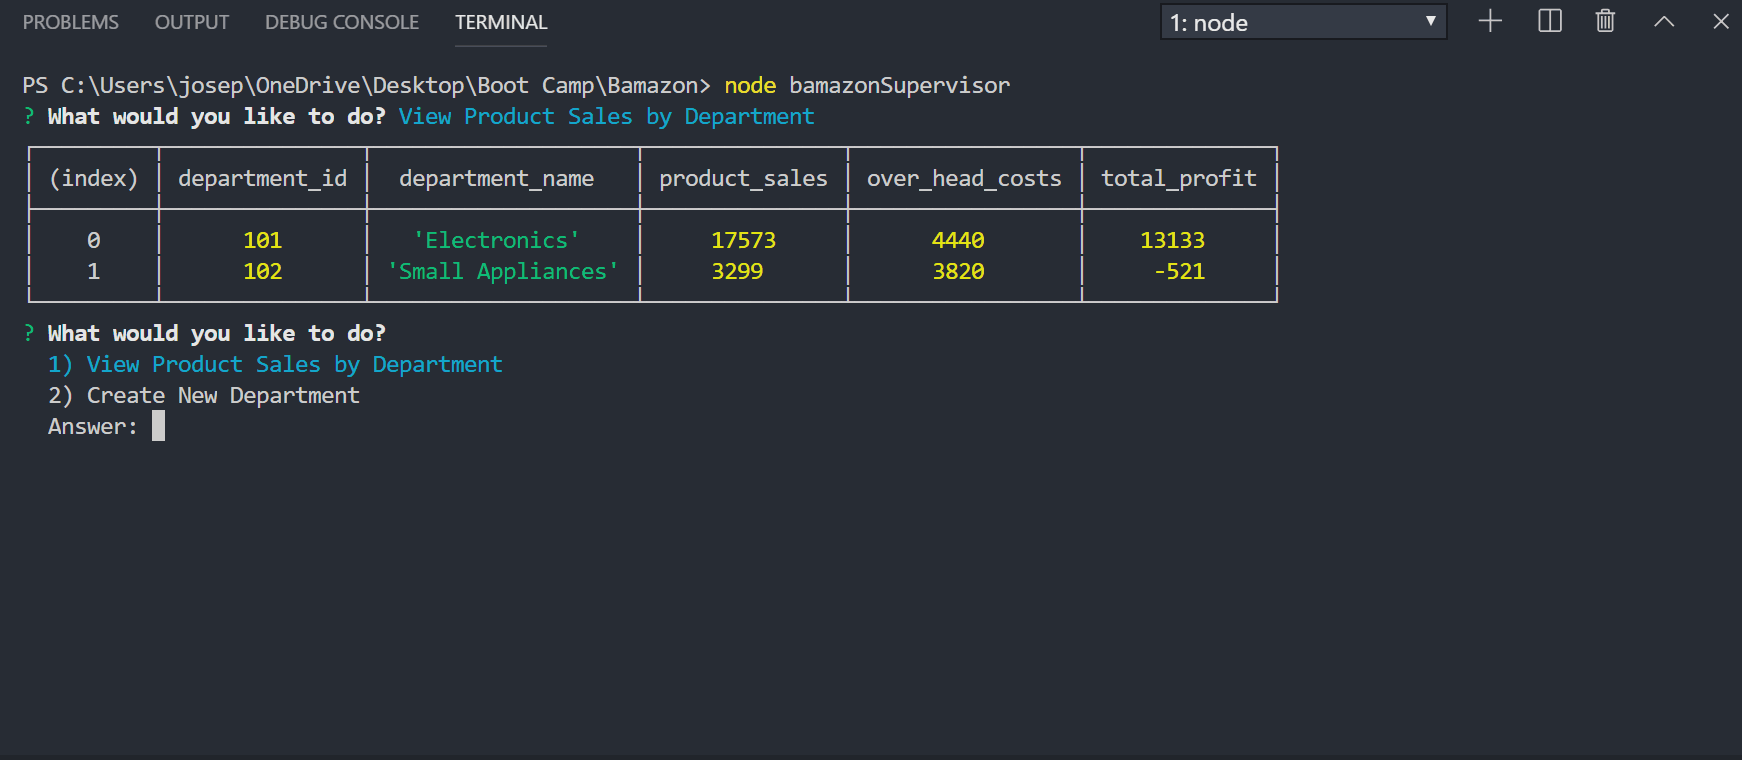 PROBLEMS OUTPUT DEBUG CONSOLE TERMINAL 1: node
PS C:\Users\josep\OneDrive\Desktop\Boot Camp\Bamazon> node bamazonSupervisor
? What would you like to do? View Product Sales by Department
(index) department_id department_name product_sales over_head_costs total_profit
0 101 'Electronics' 17573 4440 13133
1 102 'Small Appliances' 3299 3820 -521
? What would you like to do?
1) View Product Sales by Department
2) Create New Department
Answer: